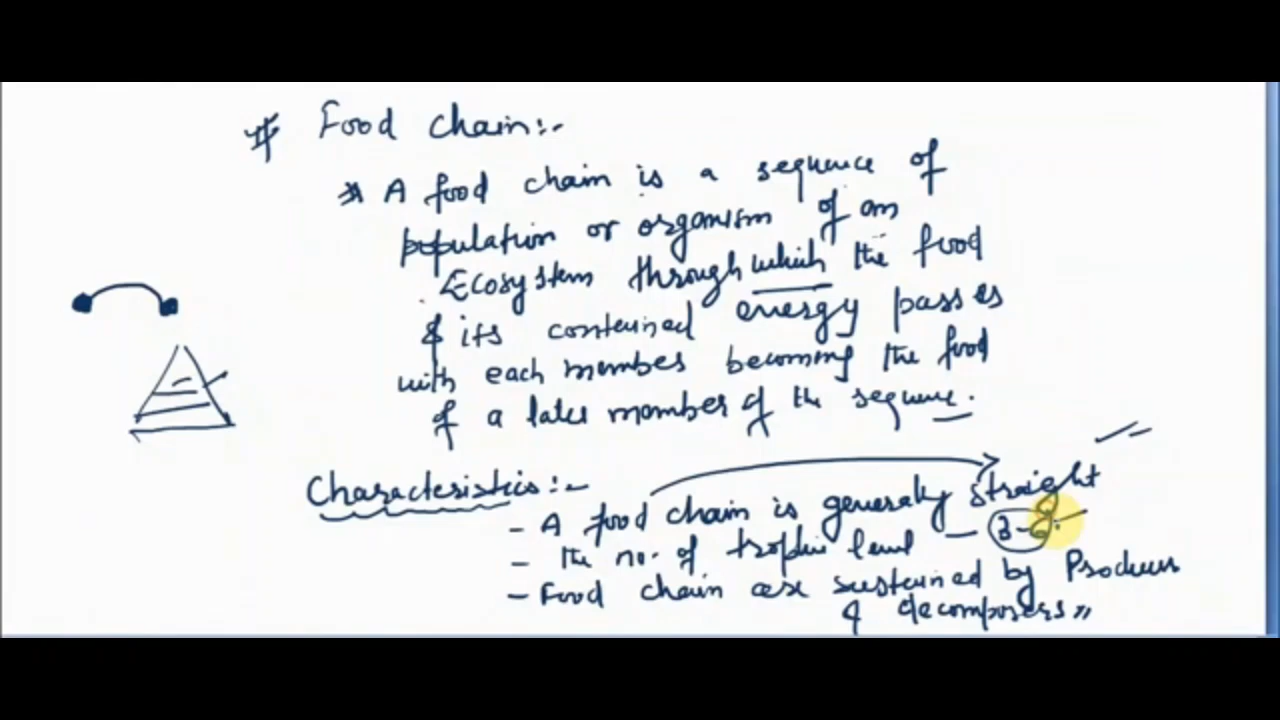 # Food Chain:-
* A food chain is a sequence of
population or organism of an
Ecosystem through which the food
& its contained energy passes
with each member becoming the food
of a later member of the sequence.
Characteristics:-
- A food chain is generally straight
- the no. of trophic level - 3-6
- Food chain are sustained by Producers
& decomposers"